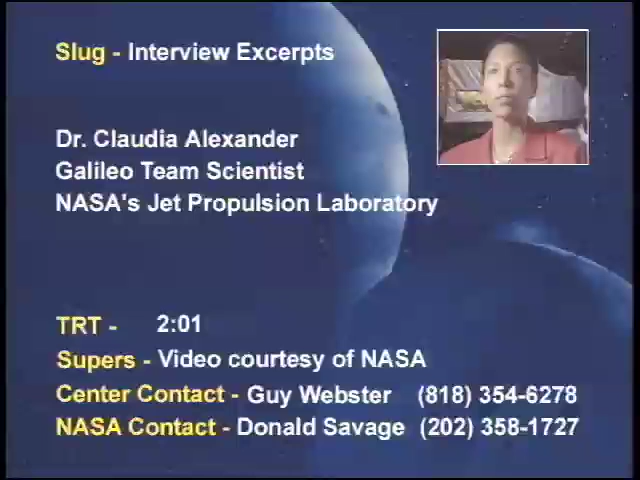 Slug - Interview Excerpts
Dr. Claudia Alexander
Galileo Team Scientist
NASA's Jet Propulsion Laboratory
TRT - 2:01
Supers - Video courtesy of NASA
Center Contact - Guy Webster (818) 354-6278
NASA Contact - Donald Savage (202) 358-1727